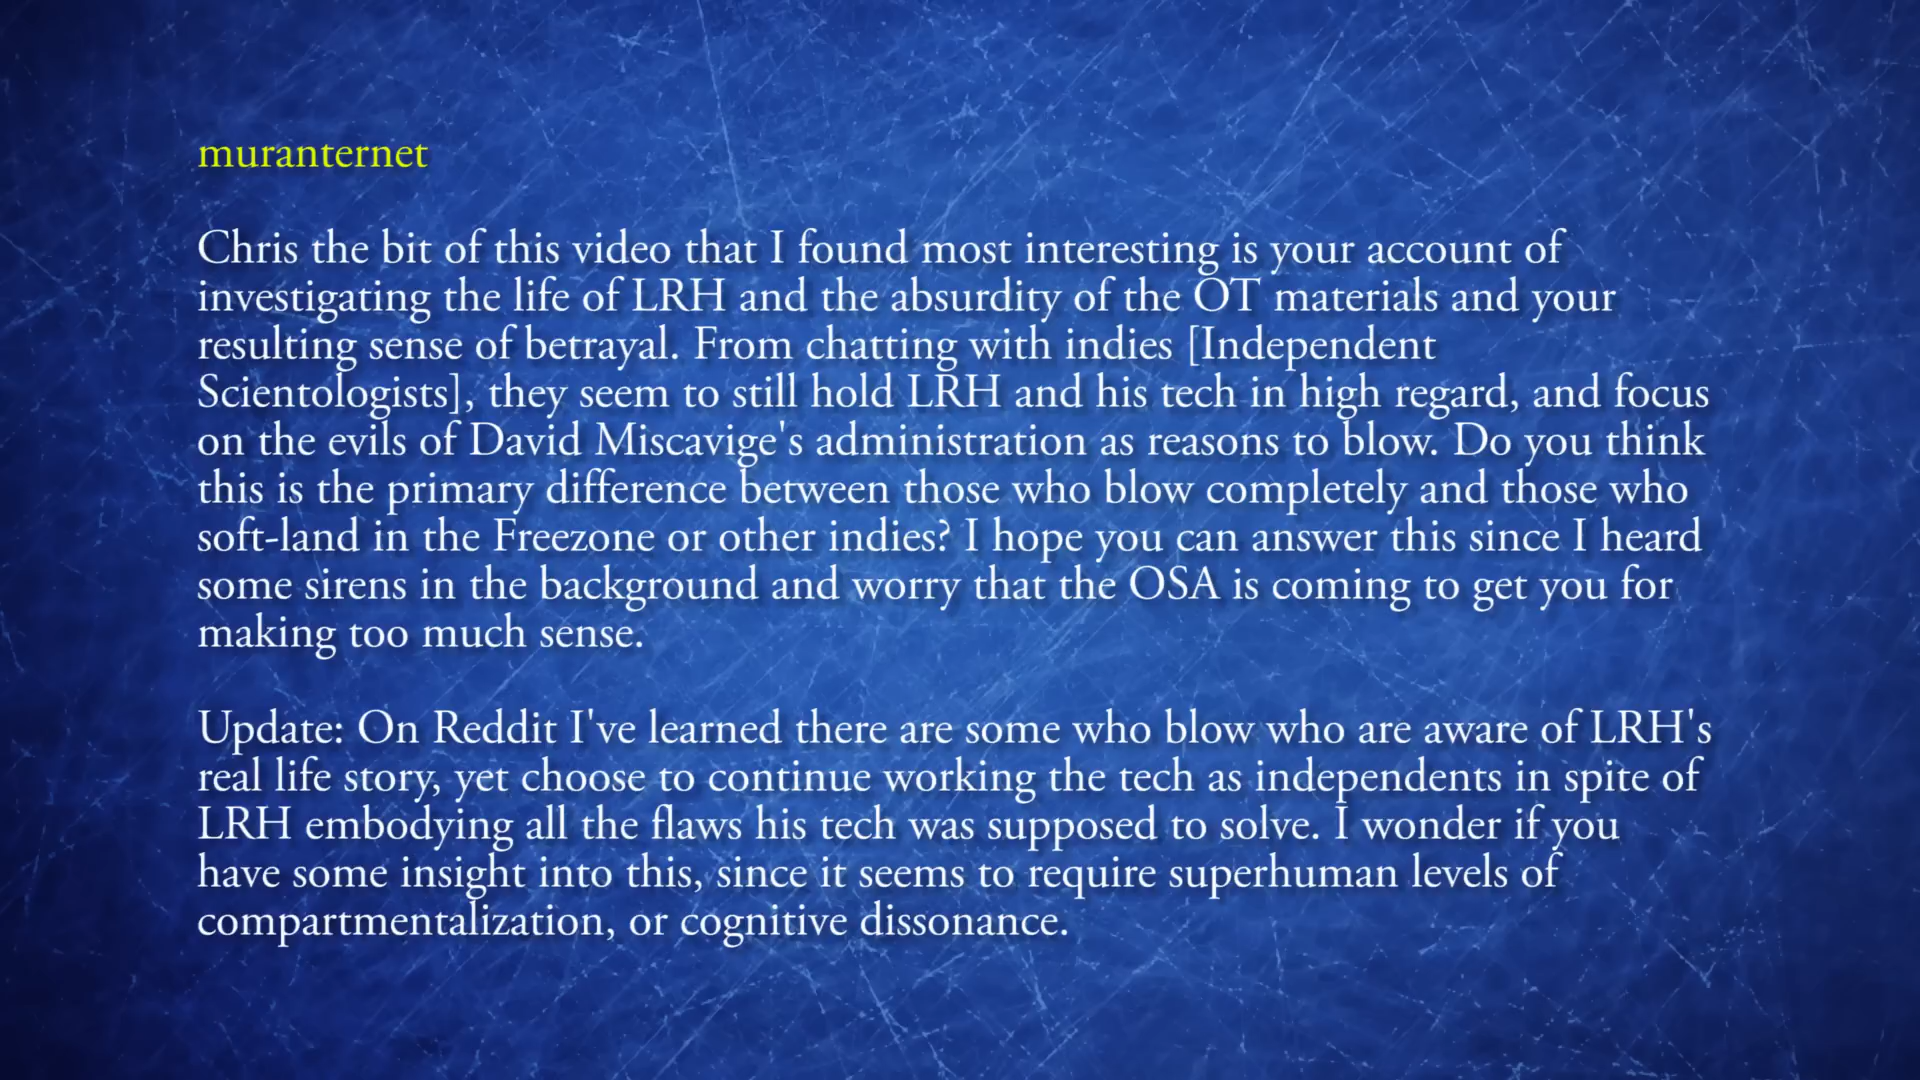 muranternet
Chris the bit of this video that I found most interesting is your account of
investigating the life of LRH and the absurdity of the OT materials and your
resulting sense of betrayal. From chatting with indies [Independent
Scientologists], they seem to still hold LRH and his tech in high regard, and focus
on the evils of David Miscavige's administration as reasons to blow. Do you think
this is the primary difference between those who blow completely and those who
soft-land in the Freezone or other indies? I hope you can answer this since I heard
some sirens in the background and worry that the OSA is coming to get you for
making too much sense.
Update: On Reddit I've learned there are some who blow who are aware of LRH's
real life story, yet choose to continue working the tech as independents in spite of
LRH embodying all the flaws his tech was supposed to solve. I wonder if you
have some insight into this, since it seems to require superhuman levels of
compartmentalization, or cognitive dissonance.